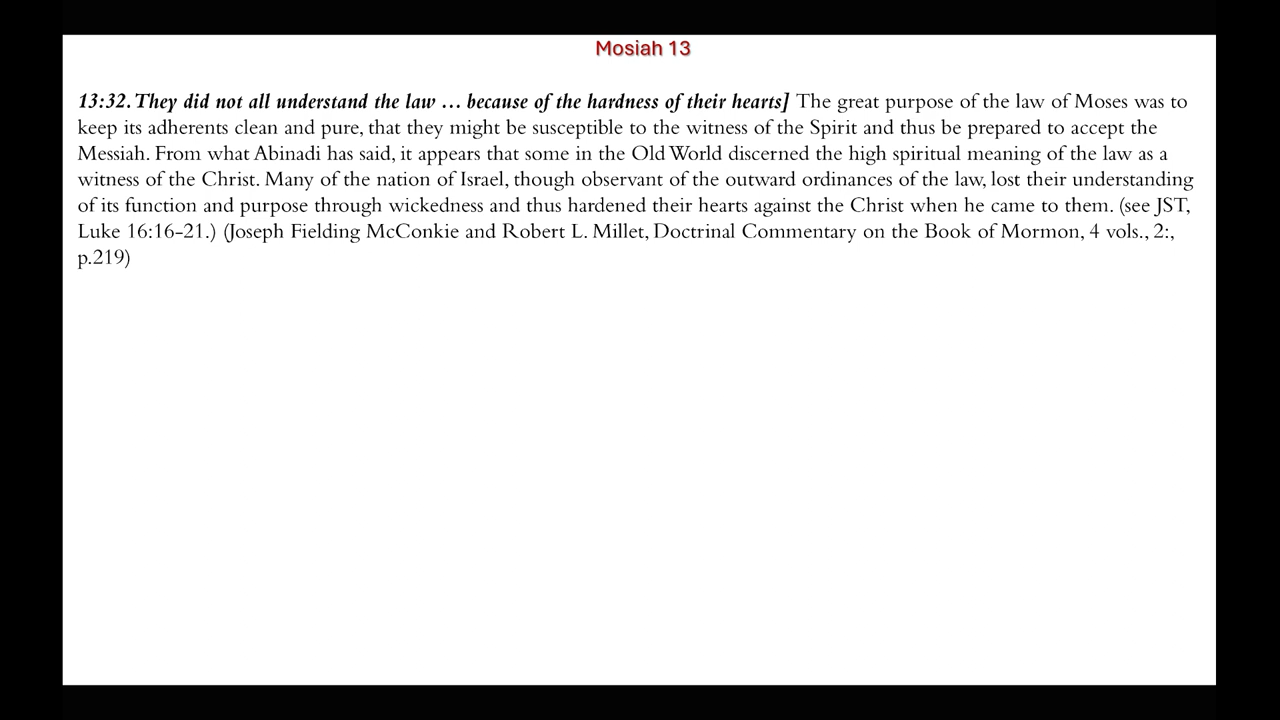 Mosiah 13
13:32. They did not all understand the law … because of the hardness of their hearts] The great purpose of the law of Moses was to
keep its adherents clean and pure, that they might be susceptible to the witness of the Spirit and thus be prepared to accept the
Messiah. From what Abinadi has said, it appears that some in the Old World discerned the high spiritual meaning of the law as a
witness of the Christ. Many of the nation of Israel, though observant of the outward ordinances of the law, lost their understanding
of its function and purpose through wickedness and thus hardened their hearts against the Christ when he came to them. (see JST,
Luke 16:16-21.) (Joseph Fielding McConkie and Robert L. Millet, Doctrinal Commentary on the Book of Mormon, 4 vols., 2:,
p.219)